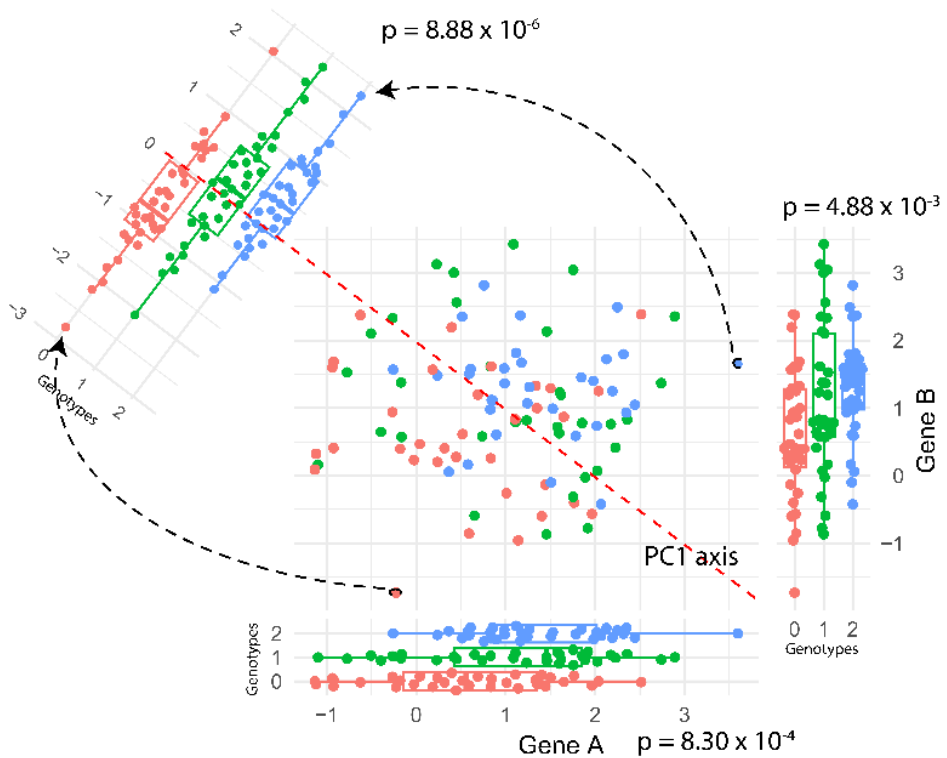 p = 8.88 x 10-6
2
1
0
-1
-2
-3
0
1
2
Genotypes
p = 4.88 x 10-3
3
2
1
0
−1
Gene B
0 1 2
Genotypes
PC1 axis
Genotypes
2
1
0
−1 0 1 2 3
Gene A
p = 8.30 x 10-4